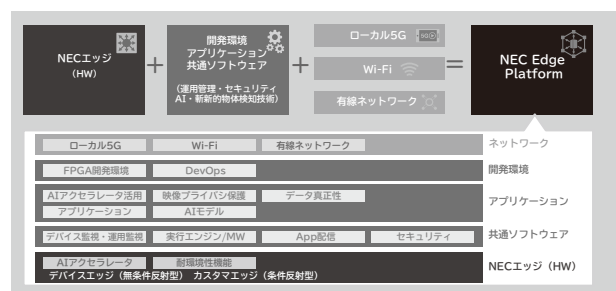 NECエッジ
(HW)
+
開発環境
アプリケーション
共通ソフトウェア
(運用管理・セキュリティ
AI・斬新的物体検知技術)
+
ローカル5G
Wi-Fi
有線ネットワーク
=
NEC Edge
Platform
ローカル5G Wi-Fi 有線ネットワーク ネットワーク
FPGA開発環境 DevOps 開発環境
AIアクセラレータ活用 映像プライバシ保護 データ真正性
アプリケーション AIモデル アプリケーション
デバイス監視・運用監視 実行エンジン/MW App配信 セキュリティ 共通ソフトウェア
AIアクセラレータ 耐環境性機能 NECエッジ(HW)
デバイスエッジ(無条件反射型) カスタマエッジ(条件反射型)